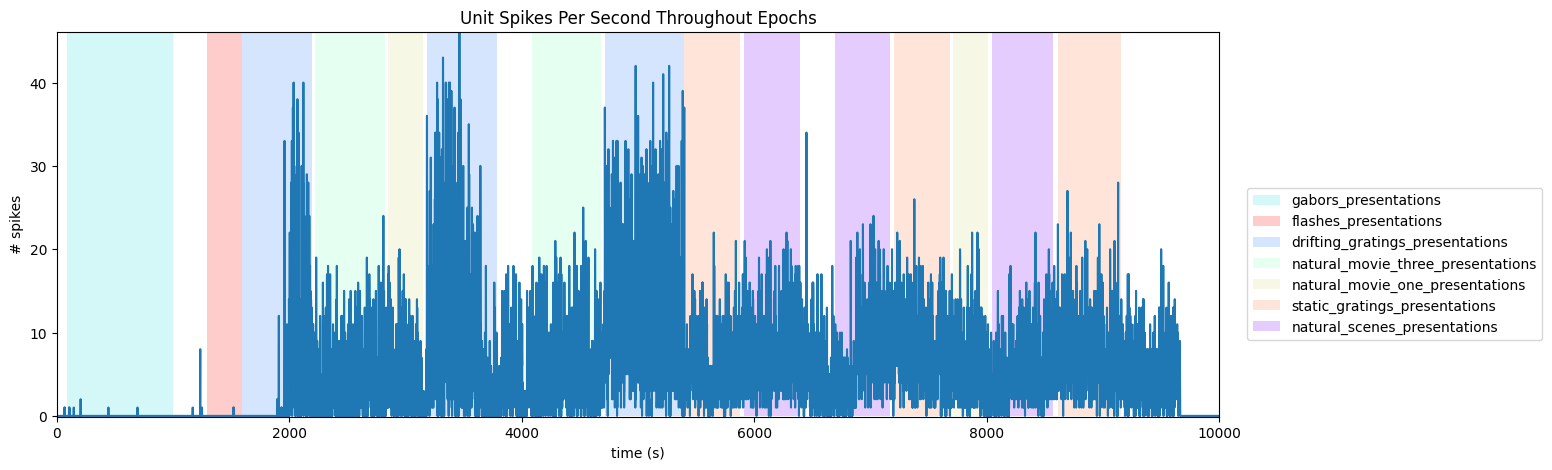 Unit Spikes Per Second Throughout Epochs
# spikes
40
30
20
10
0
0 2000 4000 6000 8000 10000
time (s)
gabors_presentations
flashes_presentations
drifting_gratings_presentations
natural_movie_three_presentations
natural_movie_one_presentations
static_gratings_presentations
natural_scenes_presentations